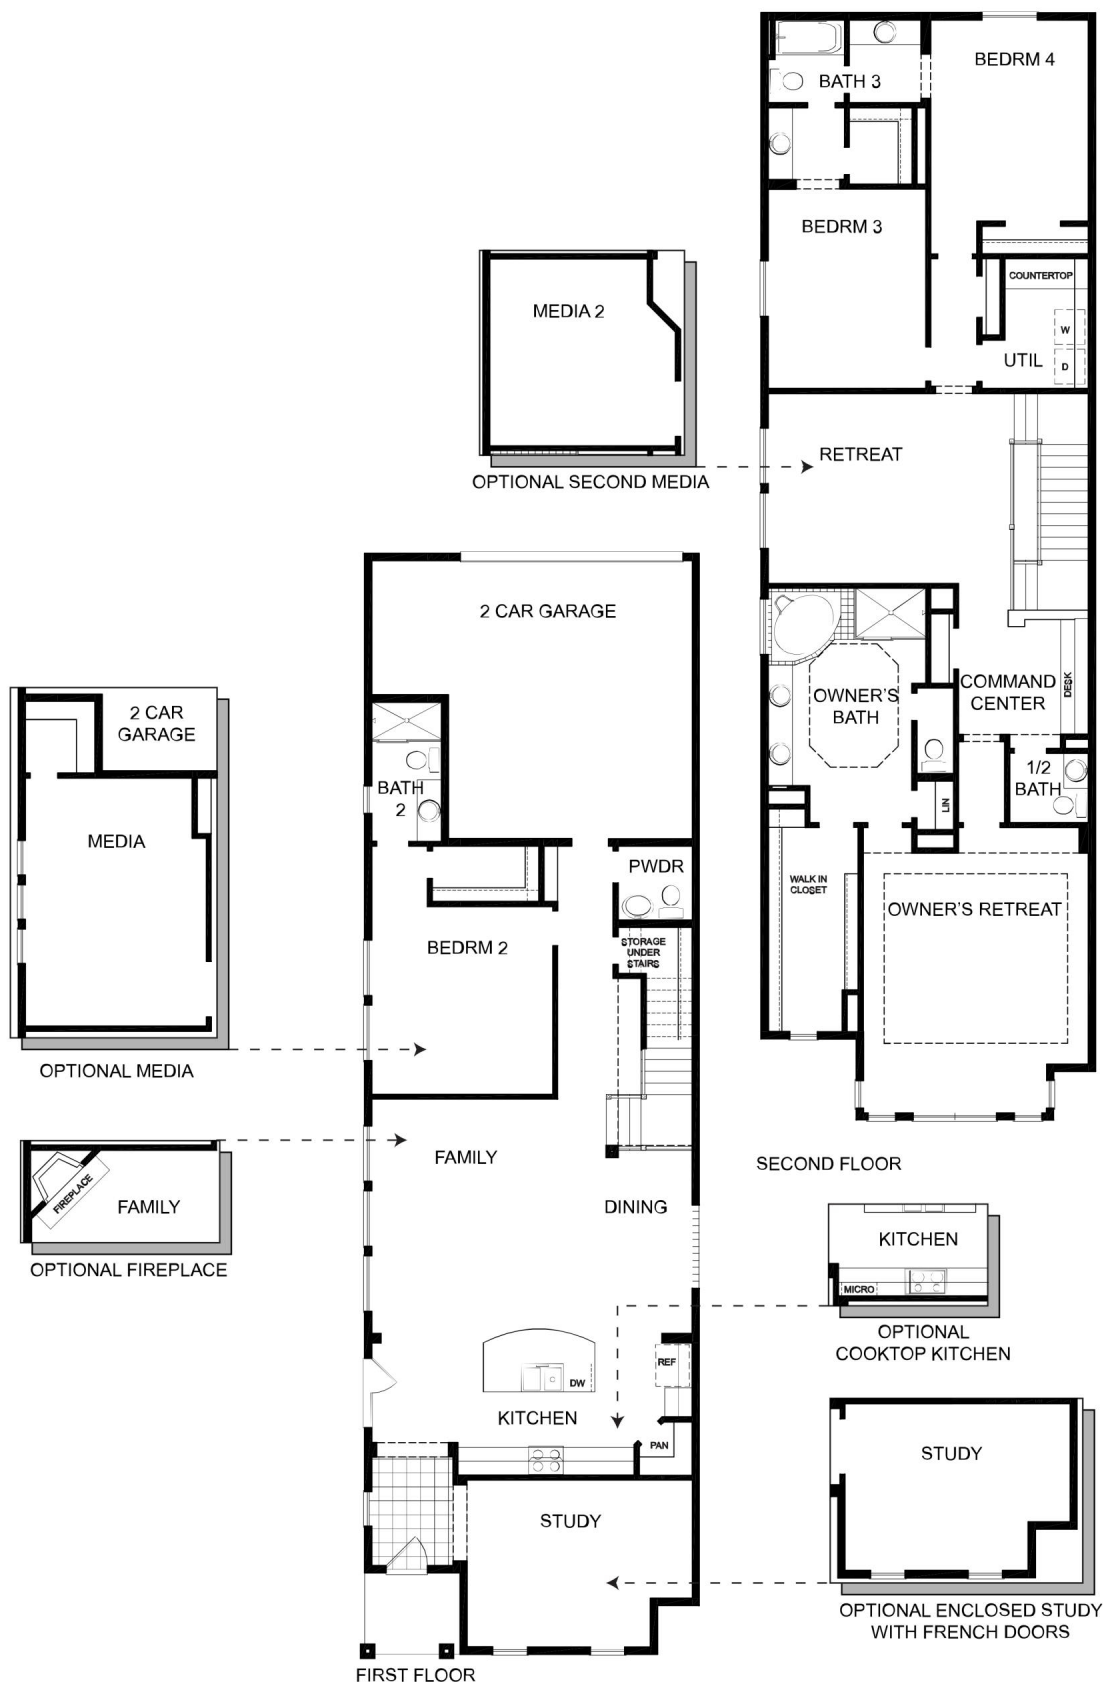 BEDRM 4
BATH 3
BEDRM 3
COUNTERTOP
W
UTIL
D
MEDIA 2
OPTIONAL SECOND MEDIA
RETREAT
2 CAR GARAGE
OWNER'S
BATH
COMMAND
CENTER
DESK
1/2
BATH
LIN
WALK IN
CLOSET
OWNER'S RETREAT
SECOND FLOOR
2 CAR
GARAGE
MEDIA
OPTIONAL MEDIA
BATH
2
PWDR
BEDRM 2
STORAGE
UNDER
STAIRS
FIREPLACE
FAMILY
OPTIONAL FIREPLACE
FAMILY
DINING
KITCHEN
MICRO
OPTIONAL
COOKTOP KITCHEN
REF
DW
KITCHEN
PAN
STUDY
STUDY
OPTIONAL ENCLOSED STUDY
WITH FRENCH DOORS
FIRST FLOOR